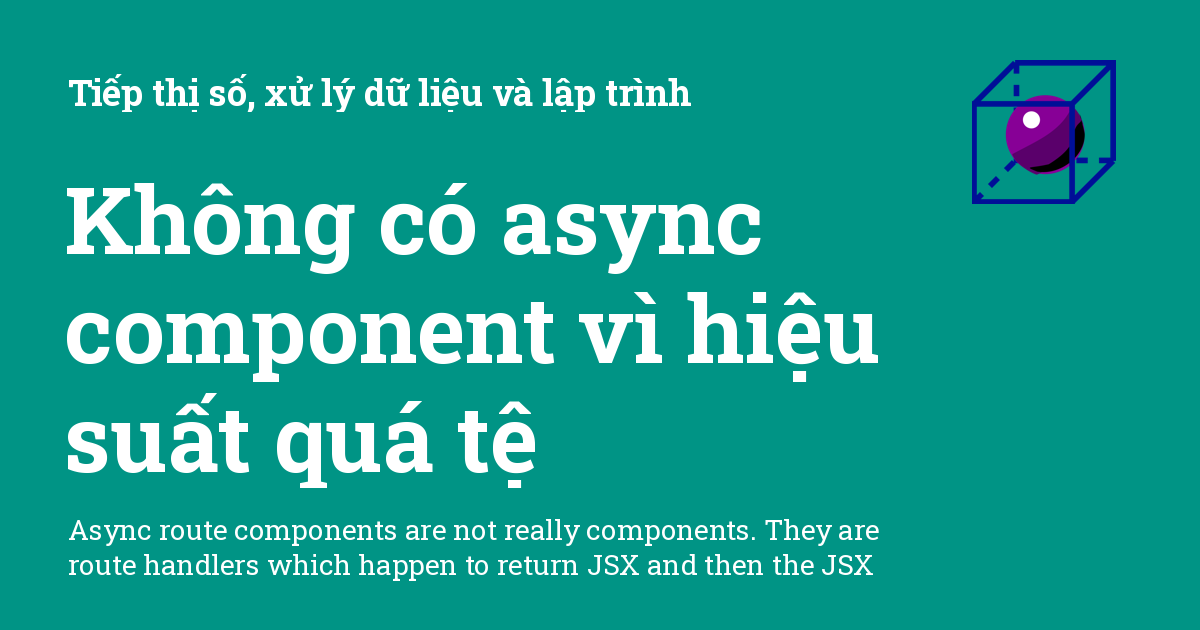 Tiếp thị số, xử lý dữ liệu và lập trình
Không có async
component vì hiệu
suất quá tệ
Async route components are not really components. They are
route handlers which happen to return JSX and then the JSX